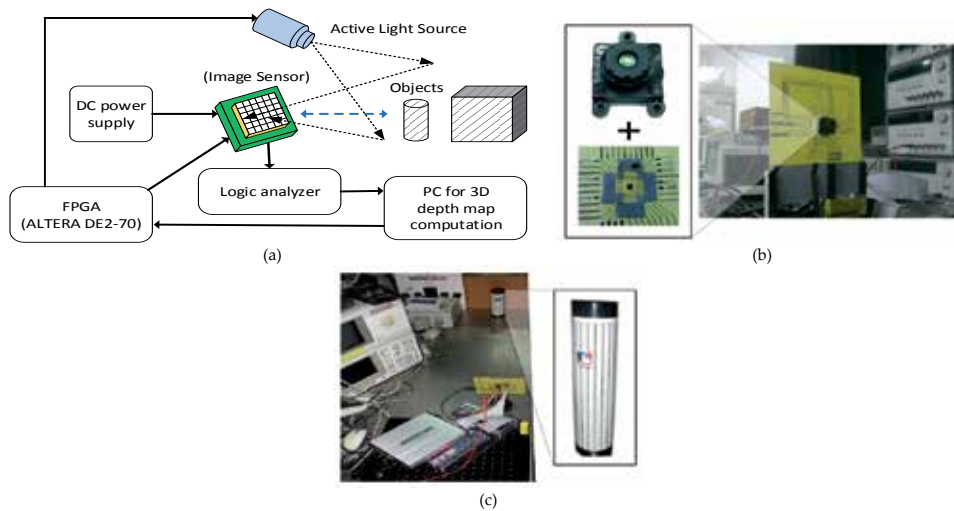 Active Light Source
(Image Sensor)
Objects
DC power
supply
Logic analyzer
FPGA
(ALTERA DE2-70)
PC for 3D
depth map
computation
(a)
(b)
(c)